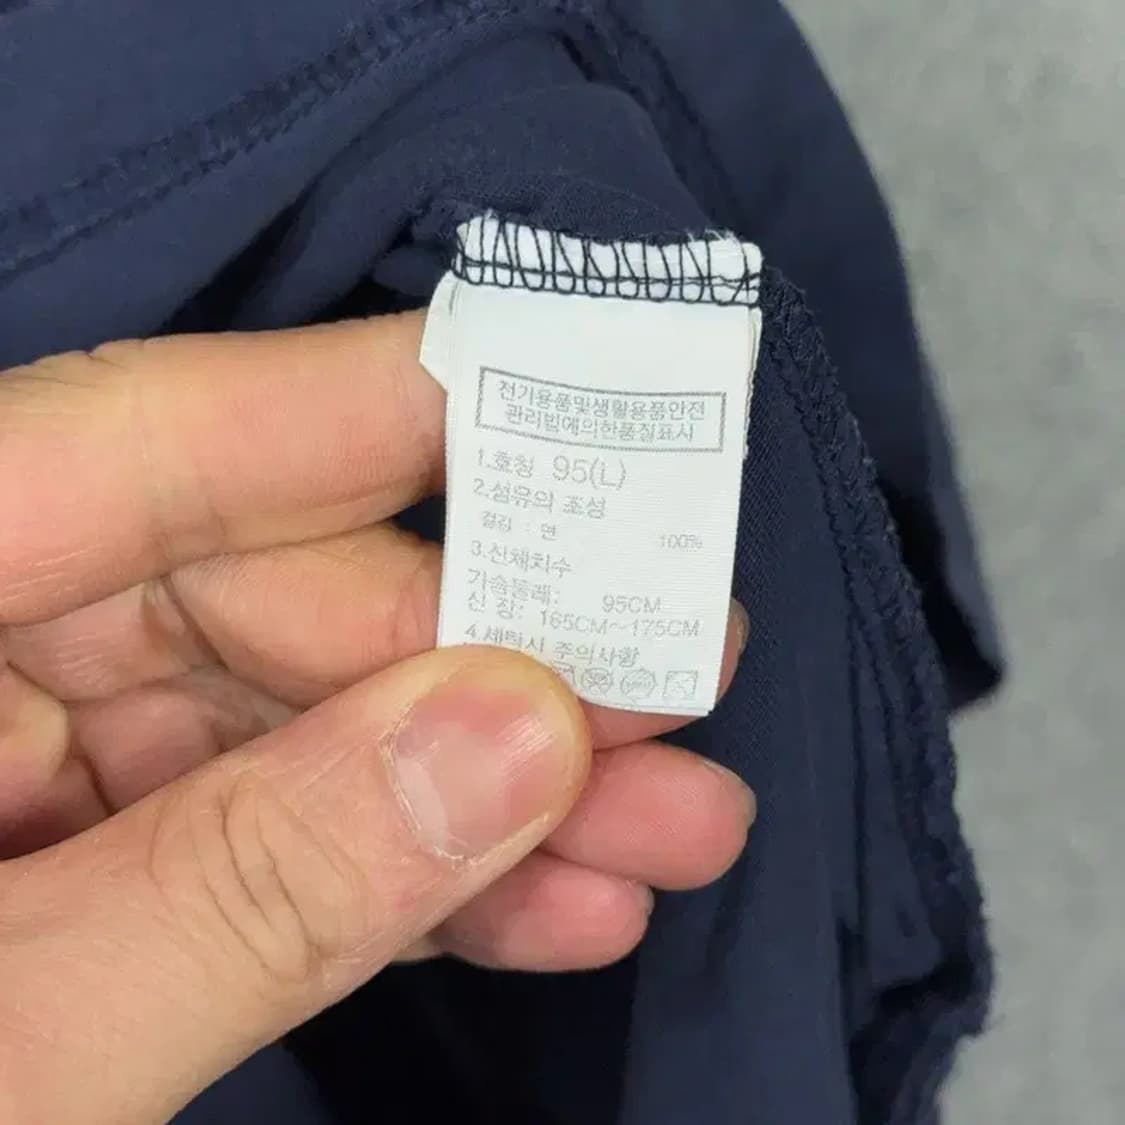 전기용품및생활용품안전
관리법에의한품질표시
1.호칭 95(L)
2.섬유의 조성
겉감 : 면 100%
3.신체치수
가슴둘레: 95CM
신 장: 165CM~175CM
4.세탁시 주의사항